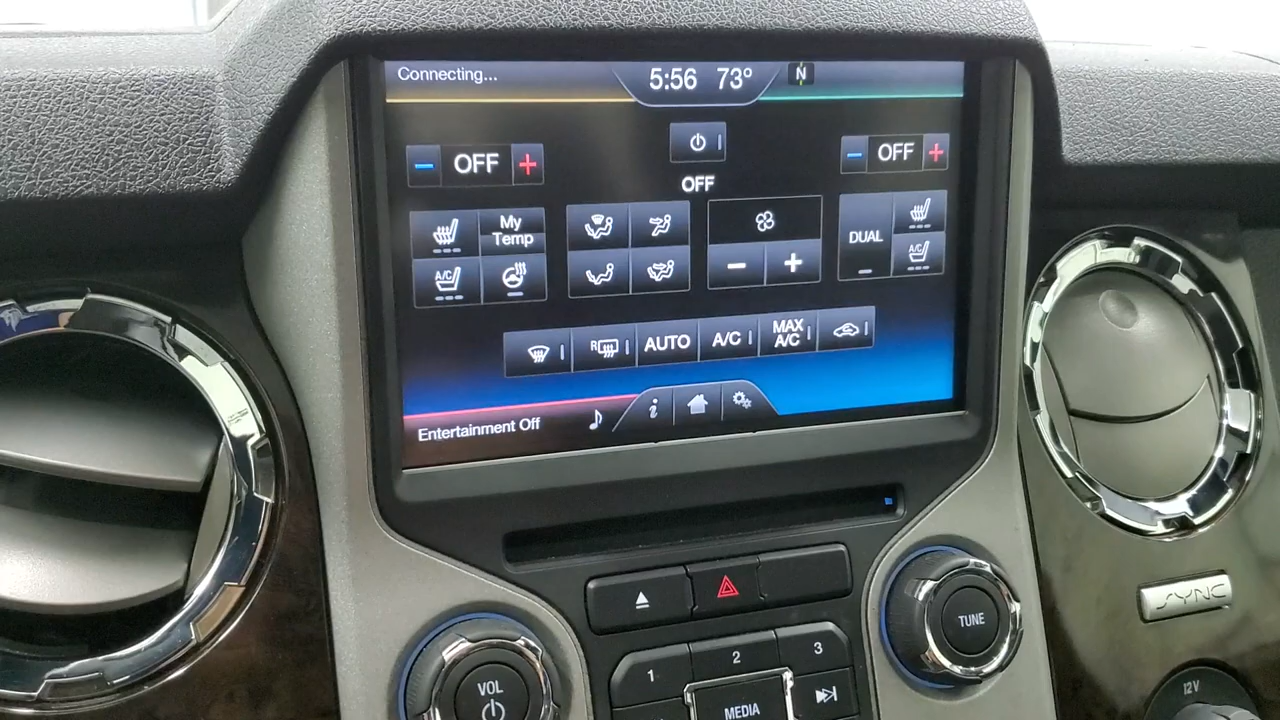 Connecting...
5:56 73°
N
OFF
OFF
OFF
My
Temp
A/C
DUAL
A/C
R
AUTO
A/C
MAX
A/C
i
Entertainment Off
1
2
3
VOL
MEDIA
TUNE
SYNC
12V